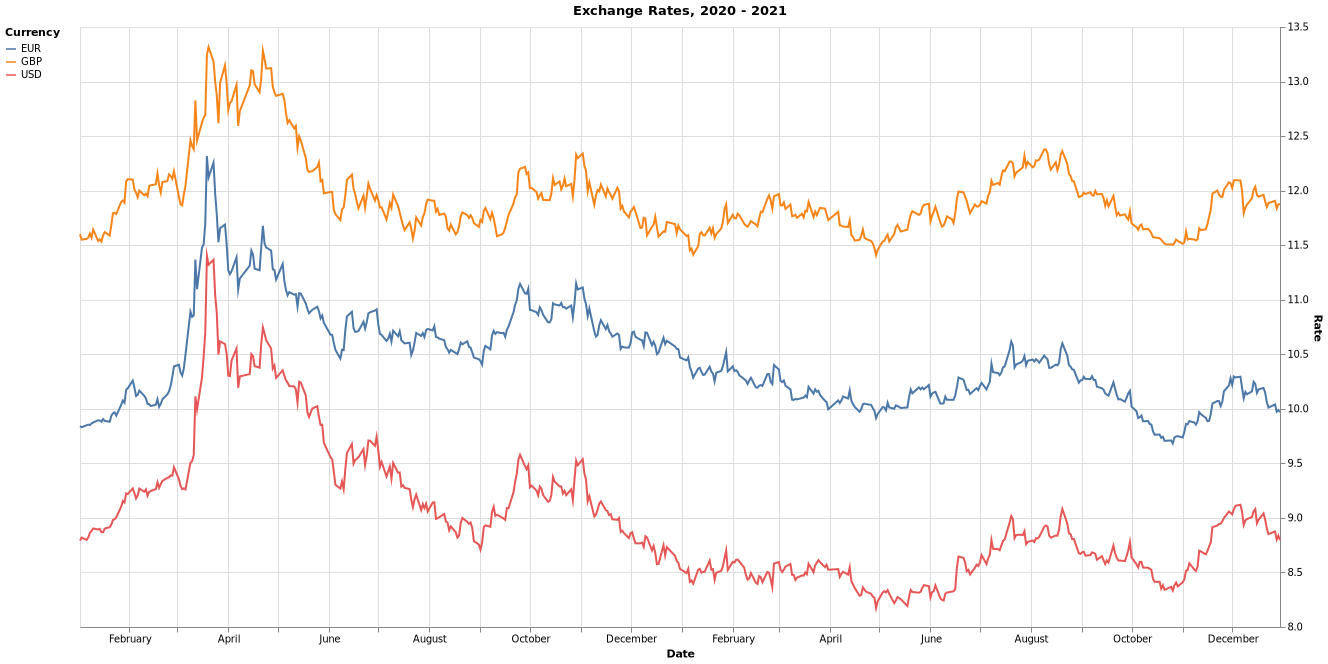 Exchange Rates, 2020 - 2021
Currency
EUR
GBP
USD
13.5
13.0
12.5
12.0
11.5
11.0
10.5
10.0
9.5
9.0
8.5
8.0
Rate
February April June August October December February April June August October December
Date